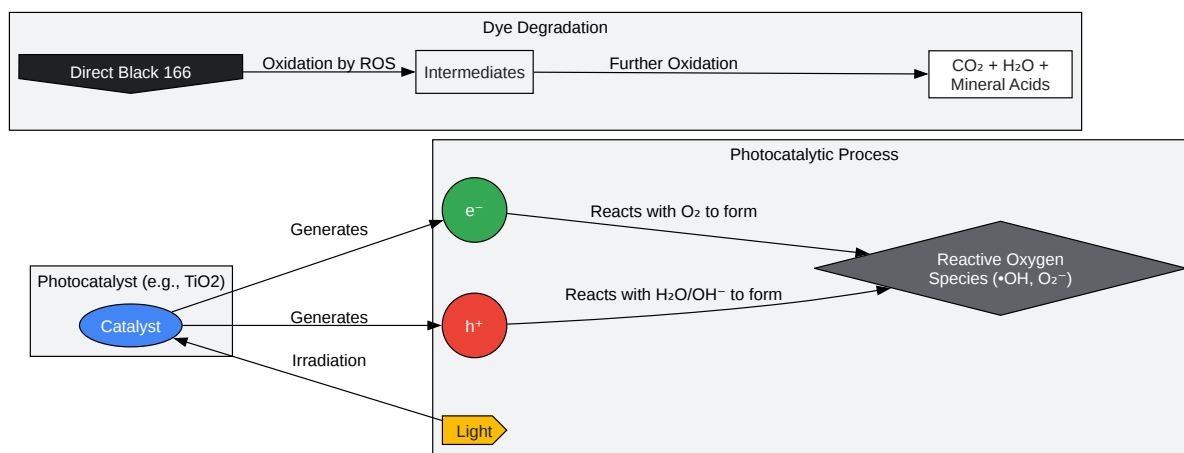 Dye Degradation
Direct Black 166
Oxidation by ROS
Intermediates
Further Oxidation
CO₂ + H₂O +
Mineral Acids
Photocatalytic Process
e⁻
Reacts with O₂ to form
Generates
Reactive Oxygen
Species (•OH, O₂⁻)
Photocatalyst (e.g., TiO2)
Catalyst
Generates
h⁺
Reacts with H₂O/OH⁻ to form
Irradiation
Light